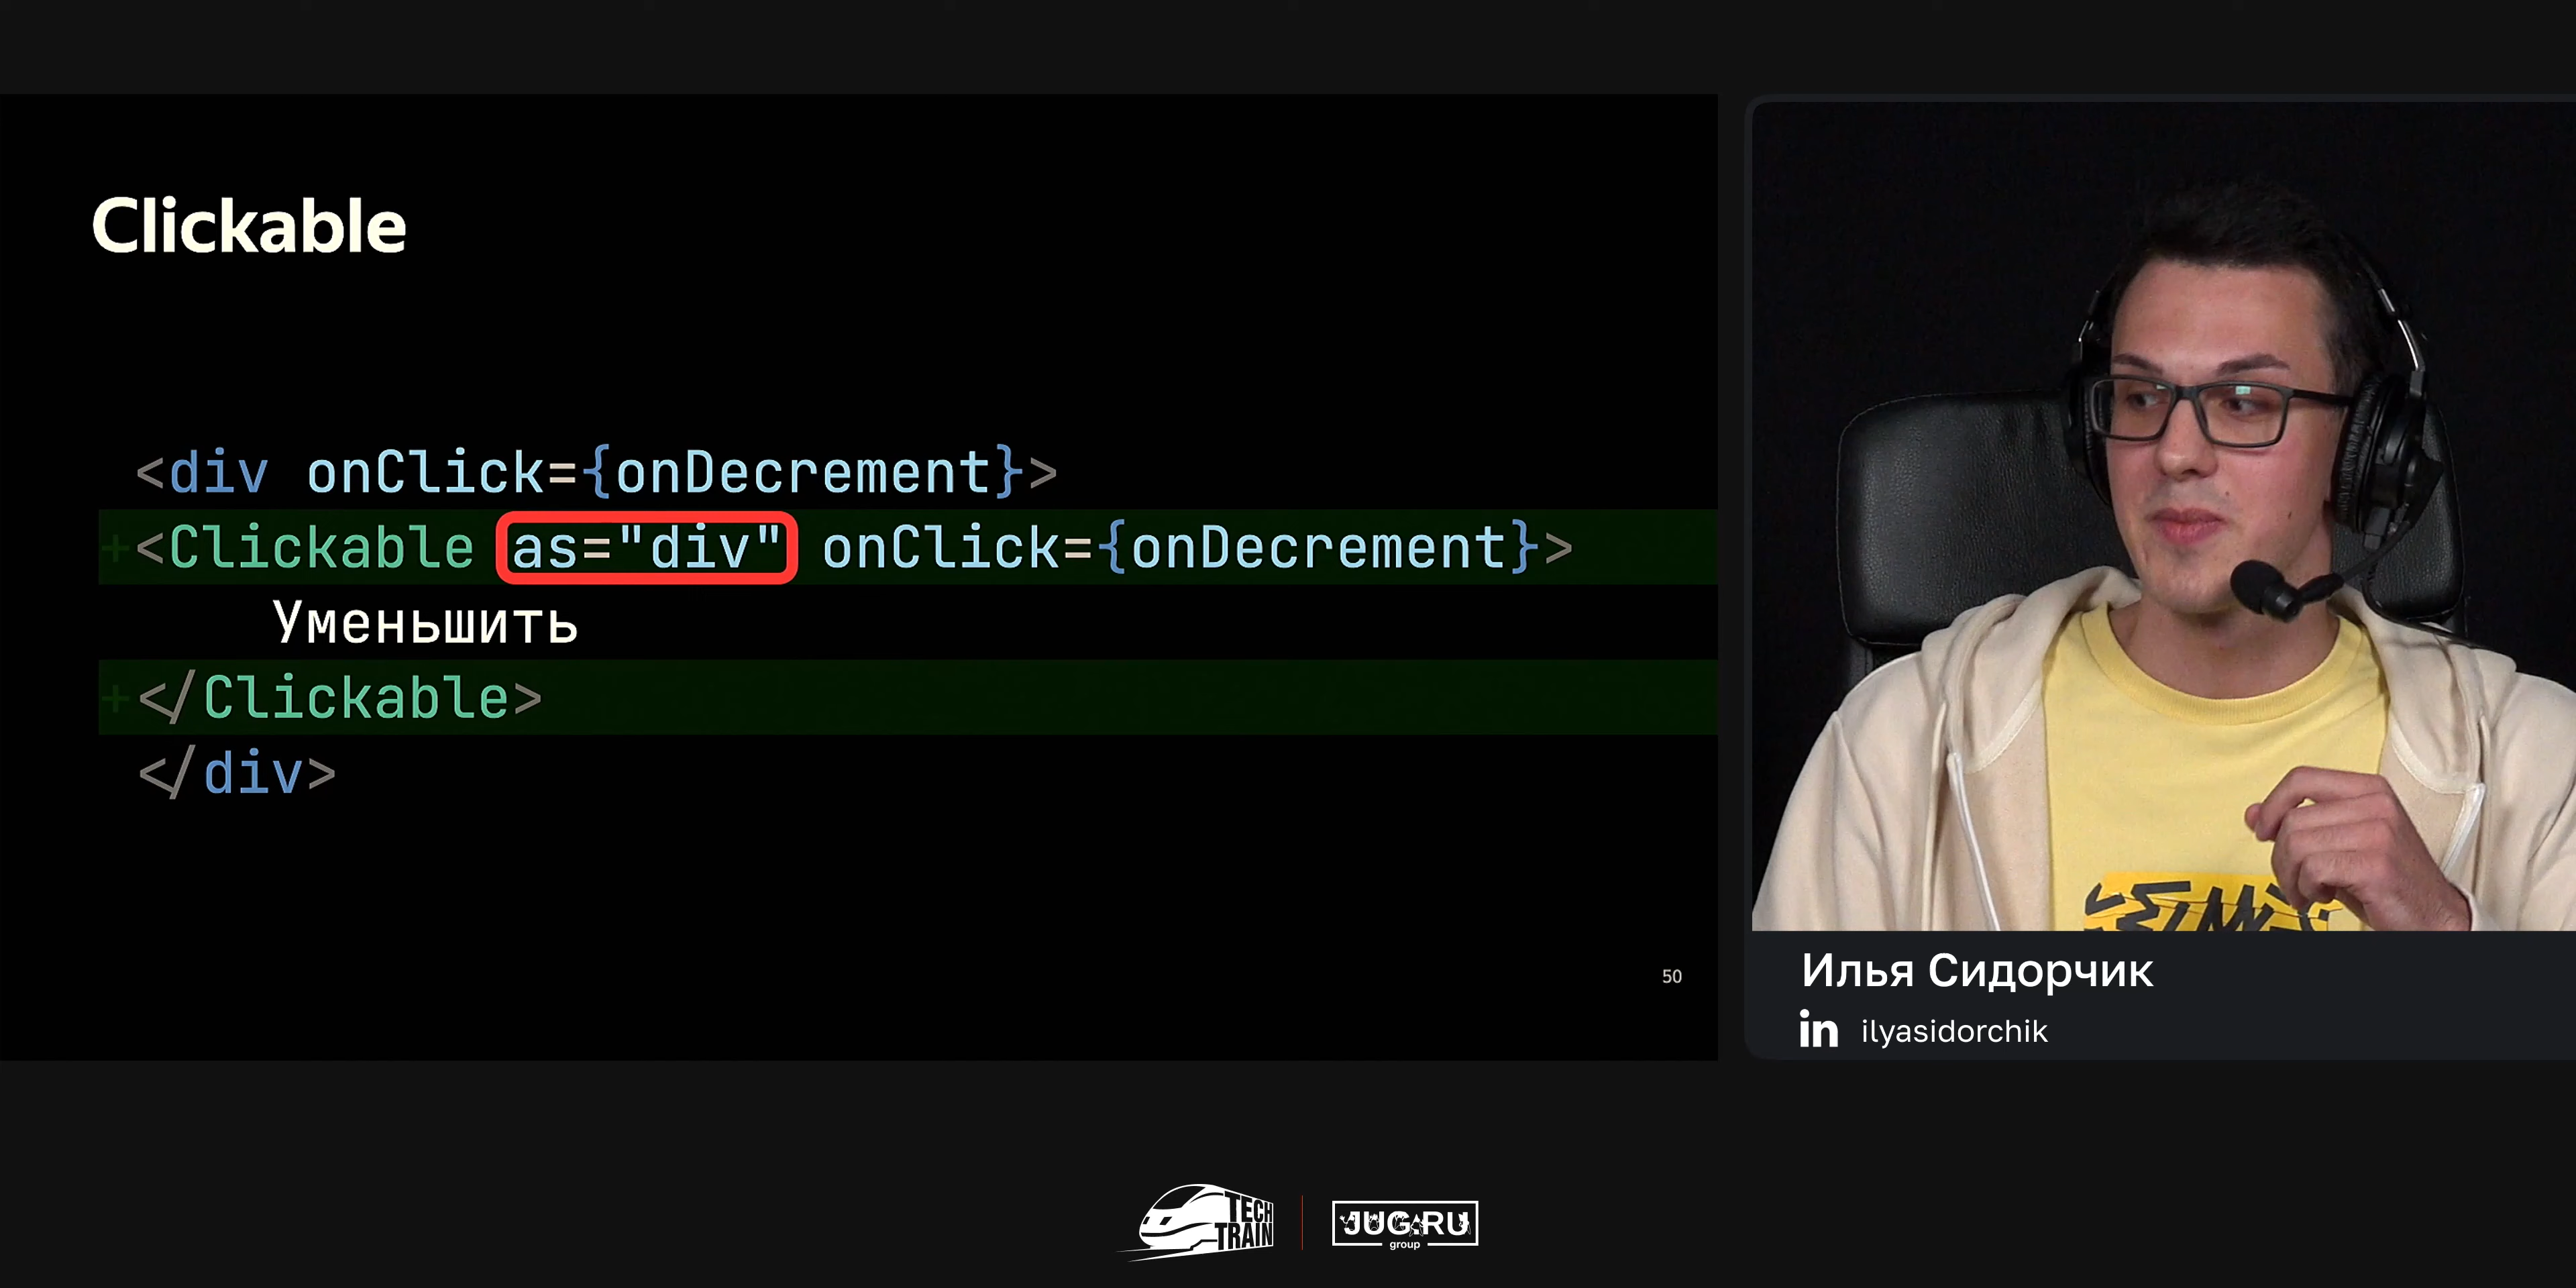 Clickable
<div onClick={onDecrement}>
+<Clickable as="div" onClick={onDecrement}>
Уменьшить
+</Clickable>
</div>
50
Илья Сидорчик
in ilyasidorchik
TECH
TRAIN
JUG.RU
group